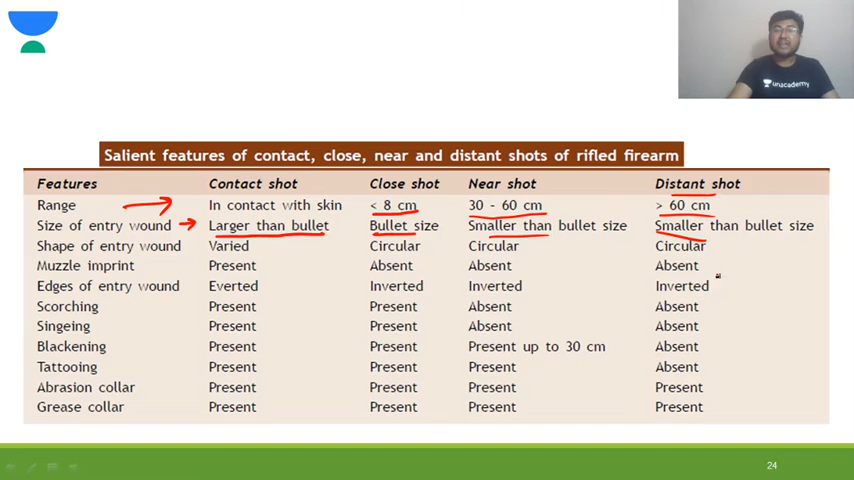 unacademy
Salient features of contact, close, near and distant shots of rifled firearm
Features Contact shot Close shot Near shot Distant shot
Range In contact with skin < 8 cm 30 - 60 cm > 60 cm
Size of entry wound Larger than bullet Bullet size Smaller than bullet size Smaller than bullet size
Shape of entry wound Varied Circular Circular Circular
Muzzle imprint Present Absent Absent Absent
Edges of entry wound Everted Inverted Inverted Inverted
Scorching Present Present Absent Absent
Singeing Present Present Absent Absent
Blackening Present Present Present up to 30 cm Absent
Tattooing Present Present Present Absent
Abrasion collar Present Present Present Present
Grease collar Present Present Present Present
24